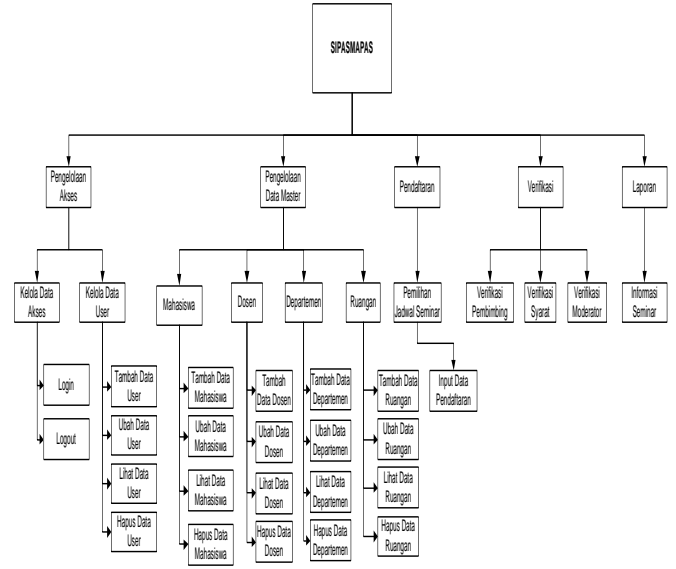 SIPASMAPAS
Pengelolaan
Akses
Pengelolaan
Data Master
Pendaftaran
Verifikasi
Laporan
Kelola Data
Akses
Kelola Data
User
Mahasiswa
Dosen
Departemen
Ruangan
Pemilihan
Jadwal Seminar
Verifikasi
Pembimbing
Verifikasi
Syarat
Verifikasi
Moderator
Informasi
Seminar
Login
Logout
Tambah Data
User
Ubah Data
User
Lihat Data
User
Hapus Data
User
Tambah Data
Mahasiswa
Ubah Data
Mahasiswa
Lihat Data
Mahasiswa
Hapus Data
Mahasiswa
Tambah
Data Dosen
Ubah Data
Dosen
Lihat Data
Dosen
Hapus Data
Dosen
Tambah Data
Departemen
Ubah Data
Departemen
Lihat Data
Departemen
Hapus Data
Departemen
Tambah Data
Ruangan
Ubah Data
Ruangan
Lihat Data
Ruangan
Hapus Data
Ruangan
Input Data
Pendaftaran